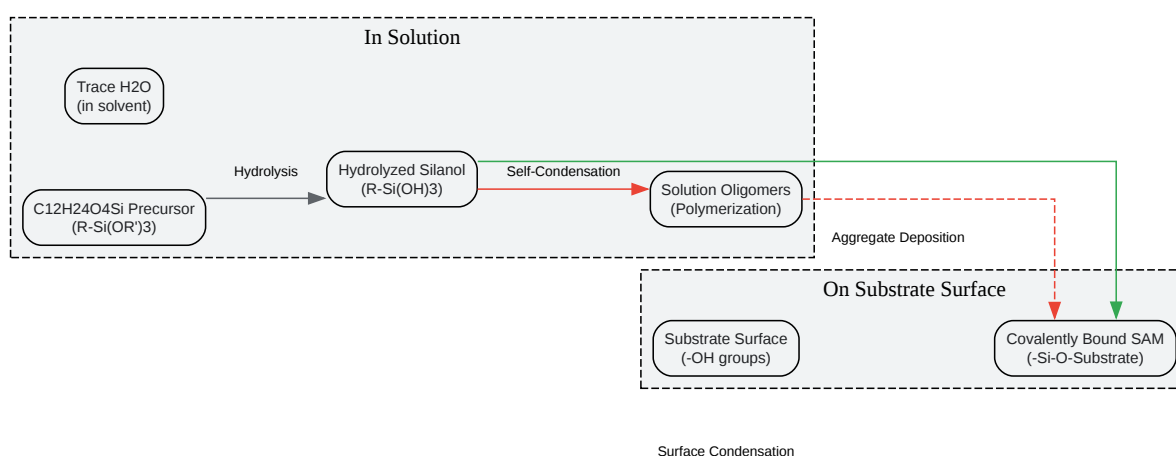 In Solution
Trace H2O
(in solvent)
Hydrolysis
Hydrolyzed Silanol
(R-Si(OH)3)
Self-Condensation
Solution Oligomers
(Polymerization)
C12H24O4Si Precursor
(R-Si(OR')3)
Aggregate Deposition
On Substrate Surface
Substrate Surface
(-OH groups)
Covalently Bound SAM
(-Si-O-Substrate)
Surface Condensation